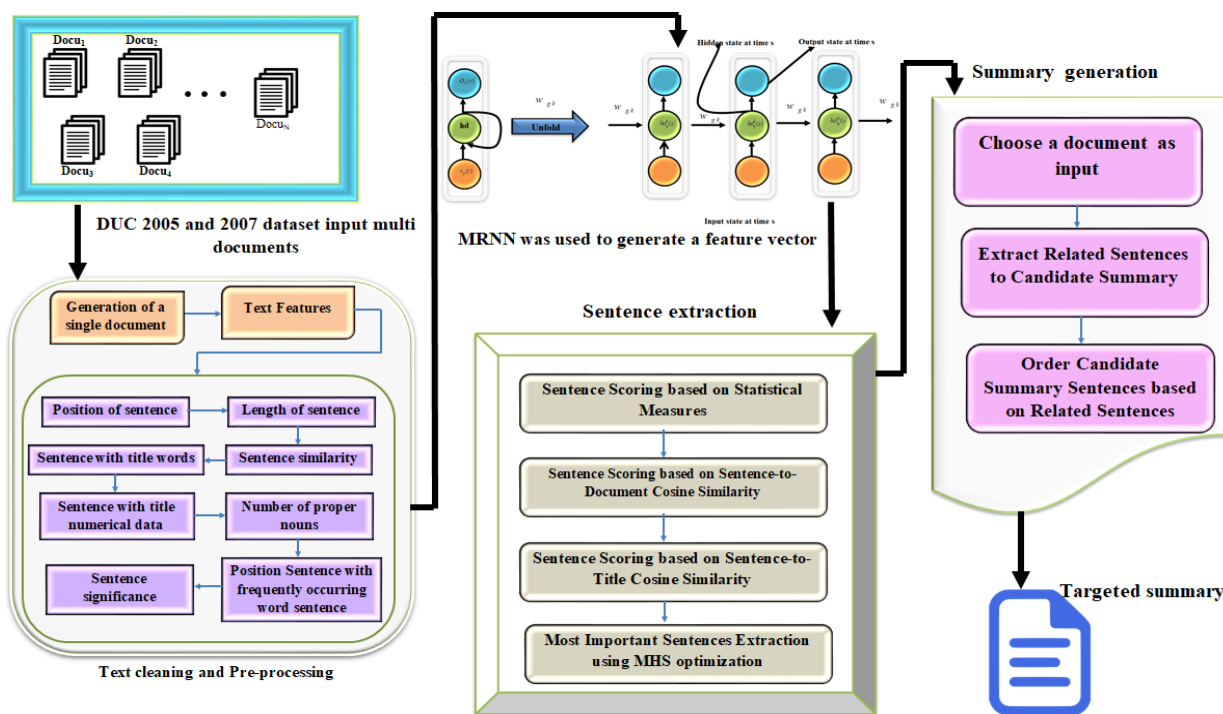 Docu1
Docu2
DocuN
Docu3
Docu4
DUC 2005 and 2007 dataset input multi
documents
Generation of a
single document
Text Features
Position of sentence
Length of sentence
Sentence with title words
Sentence similarity
Sentence with title
numerical data
Number of proper
nouns
Sentence
significance
Position Sentence with
frequently occurring
word sentence
Text cleaning and Pre-processing
Hidden state at time s
Output state at time s
hd
w g k
Unfold
w g k
w g k
w g k
w g k
Input state at time s
MRNN was used to generate a feature vector
Sentence extraction
Sentence Scoring based on Statistical
Measures
Sentence Scoring based on Sentence-to-
Document Cosine Similarity
Sentence Scoring based on Sentence-to-
Title Cosine Similarity
Most Important Sentences Extraction
using MHS optimization
Summary generation
Choose a document as
input
Extract Related Sentences
to Candidate Summary
Order Candidate
Summary Sentences based
on Related Sentences
Targeted summary